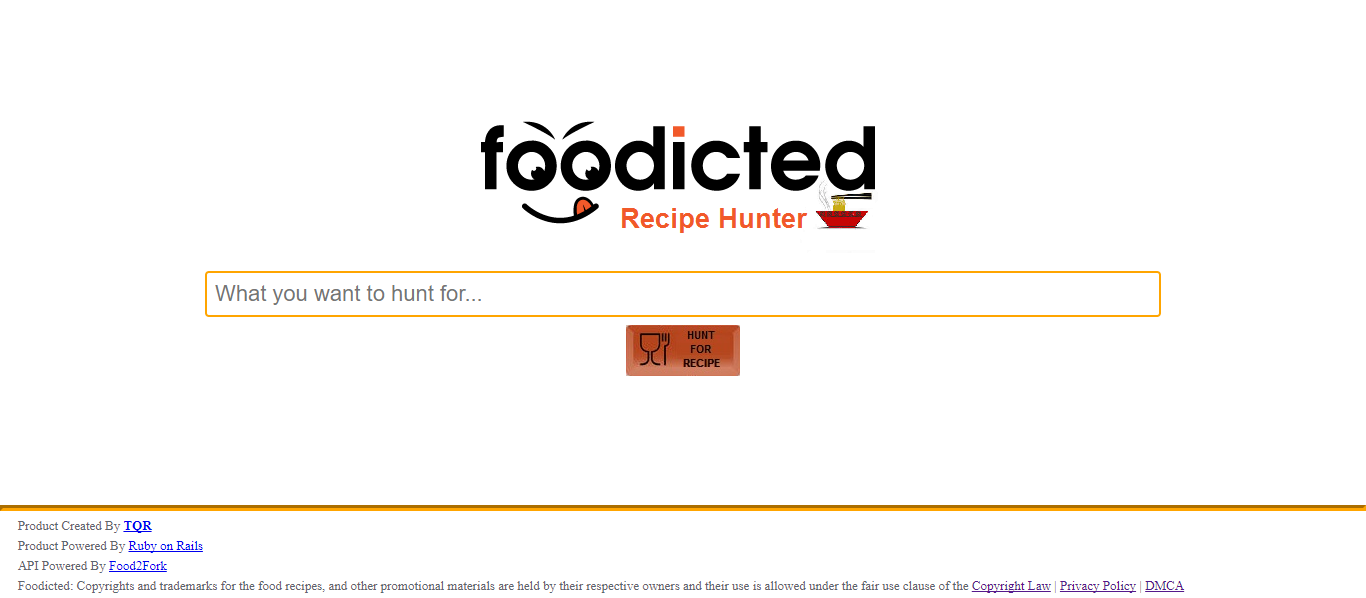 foodicted
Recipe Hunter
What you want to hunt for...
HUNT
FOR
RECIPE
Product Created By TQR
Product Powered By Ruby on Rails
API Powered By Food2Fork
Foodicted: Copyrights and trademarks for the food recipes, and other promotional materials are held by their respective owners and their use is allowed under the fair use clause of the Copyright Law | Privacy Policy | DMCA